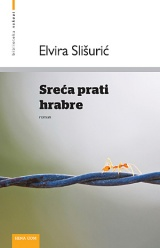 Elvira Slišurić
Sreća prati
hrabre
roman